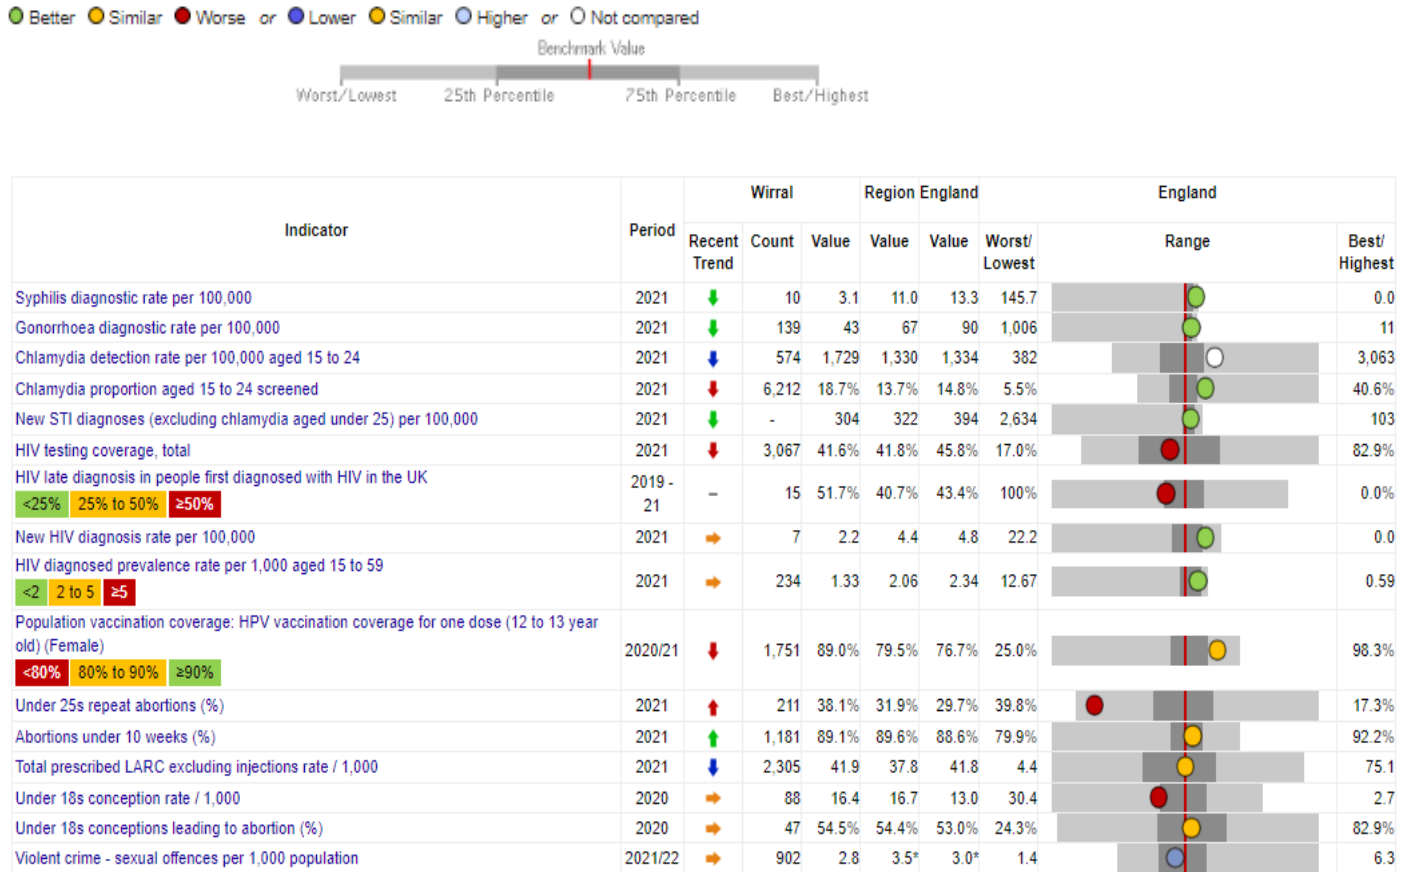 Better Similar Worse or Lower Similar Higher or Not compared
Benchmark Value
Worst/Lowest 25th Percentile 75th Percentile Best/Highest
Wirral Region England England
Indicator Period Recent Trend Count Value Value Value Worst/ Lowest Range Best/ Highest
Syphilis diagnostic rate per 100,000 2021 10 3.1 11.0 13.3 145.7 0.0
Gonorrhoea diagnostic rate per 100,000 2021 139 43 67 90 1,006 11
Chlamydia detection rate per 100,000 aged 15 to 24 2021 574 1,729 1,330 1,334 382 3,063
Chlamydia proportion aged 15 to 24 screened 2021 6,212 18.7% 13.7% 14.8% 5.5% 40.6%
New STI diagnoses (excluding chlamydia aged under 25) per 100,000 2021 - 304 322 394 2,634 103
HIV testing coverage, total 2021 3,067 41.6% 41.8% 45.8% 17.0% 82.9%
HIV late diagnosis in people first diagnosed with HIV in the UK 2019 - 21 – 15 51.7% 40.7% 43.4% 100% 0.0%
<25% 25% to 50% ≥50%
New HIV diagnosis rate per 100,000 2021 7 2.2 4.4 4.8 22.2 0.0
HIV diagnosed prevalence rate per 1,000 aged 15 to 59 2021 234 1.33 2.06 2.34 12.67 0.59
<2 2 to 5 ≥5
Population vaccination coverage: HPV vaccination coverage for one dose (12 to 13 year
old) (Female) 2020/21 1,751 89.0% 79.5% 76.7% 25.0% 98.3%
<80% 80% to 90% ≥90%
Under 25s repeat abortions (%) 2021 211 38.1% 31.9% 29.7% 39.8% 17.3%
Abortions under 10 weeks (%) 2021 1,181 89.1% 89.6% 88.6% 79.9% 92.2%
Total prescribed LARC excluding injections rate / 1,000 2021 2,305 41.9 37.8 41.8 4.4 75.1
Under 18s conception rate / 1,000 2020 88 16.4 16.7 13.0 30.4 2.7
Under 18s conceptions leading to abortion (%) 2020 47 54.5% 54.4% 53.0% 24.3% 82.9%
Violent crime - sexual offences per 1,000 population 2021/22 902 2.8 3.5* 3.0* 1.4 6.3